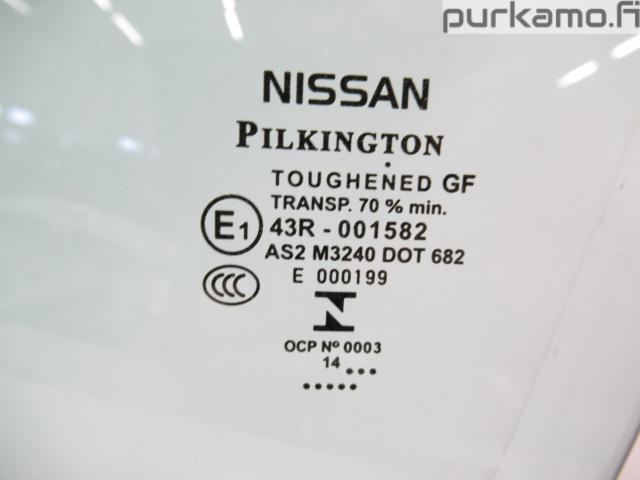 purkamo.fi
NISSAN
PILKINGTON
TOUGHENED GF
TRANSP. 70 % min.
E1 43R - 001582
AS2 M3240 DOT 682
CCC E 000199
OCP Nº 0003
14 ...
.....